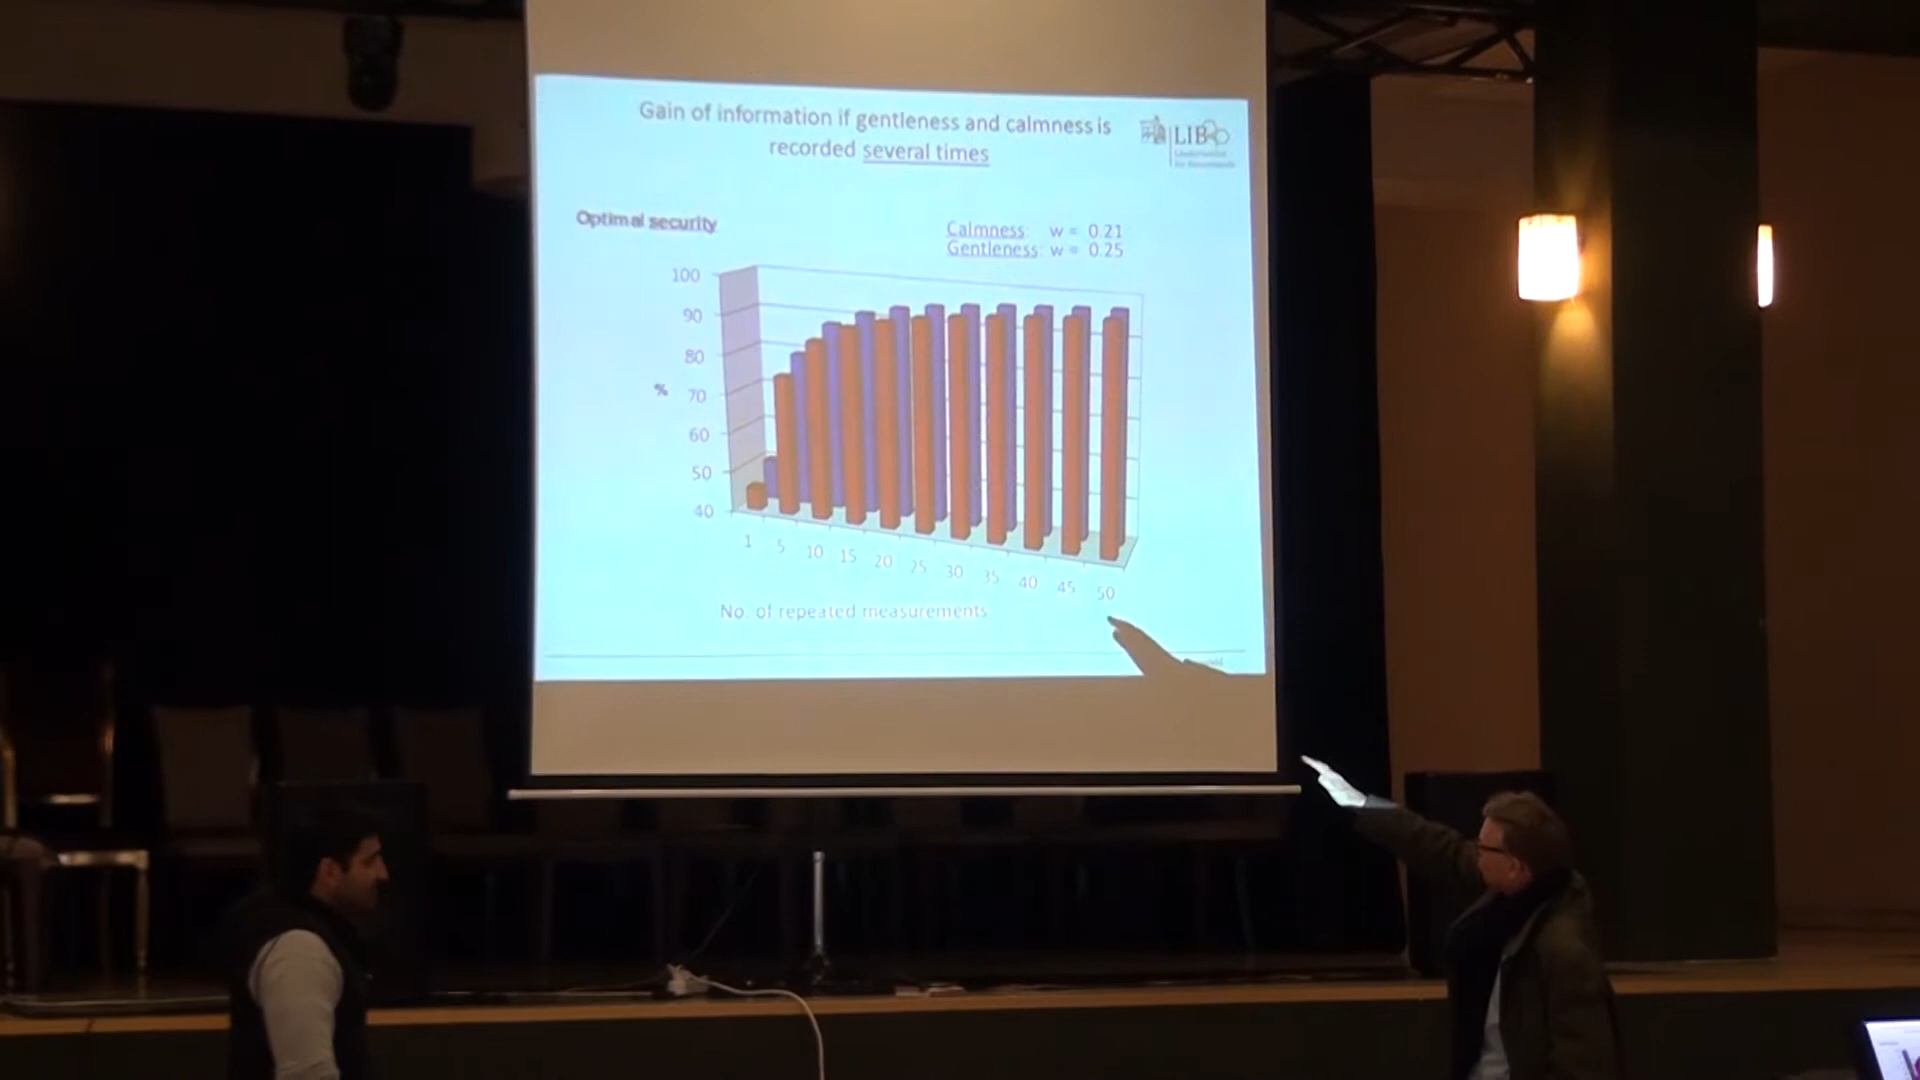 Gain of information if gentleness and calmness is
recorded several times
LIB
Optimal security
Calmness: w = 0.21
Gentleness: w = 0.25
100
90
80
%
70
60
50
40
1 5 10 15 20 25 30 35 40 45 50
No. of repeated measurements